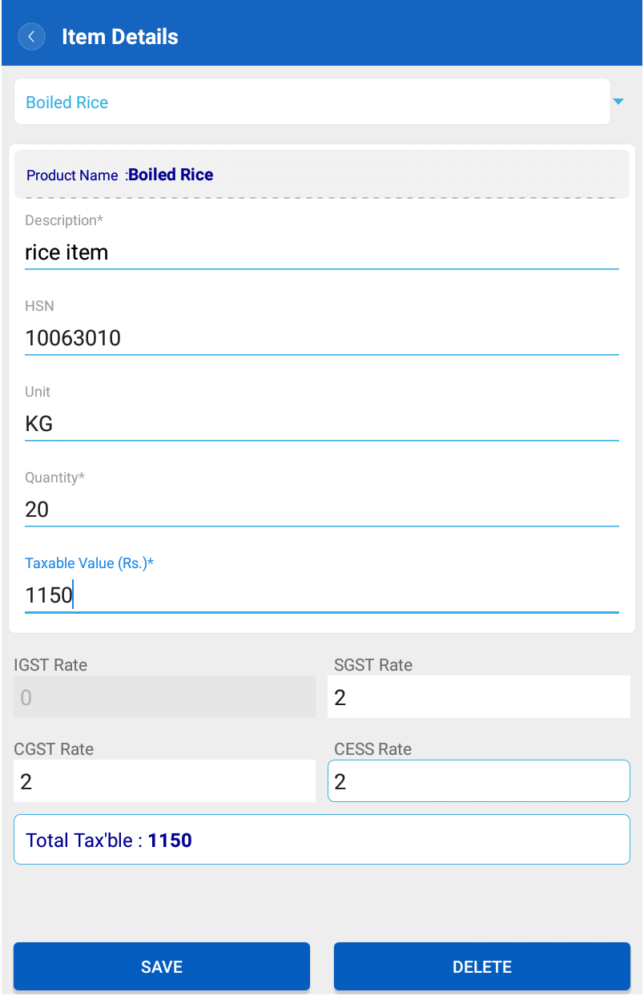 Item Details
Boiled Rice
Product Name :Boiled Rice
Description*
rice item
HSN
10063010
Unit
KG
Quantity*
20
Taxable Value (Rs.)*
1150
IGST Rate
SGST Rate
0
2
CGST Rate
CESS Rate
2
2
Total Tax'ble : 1150
SAVE
DELETE